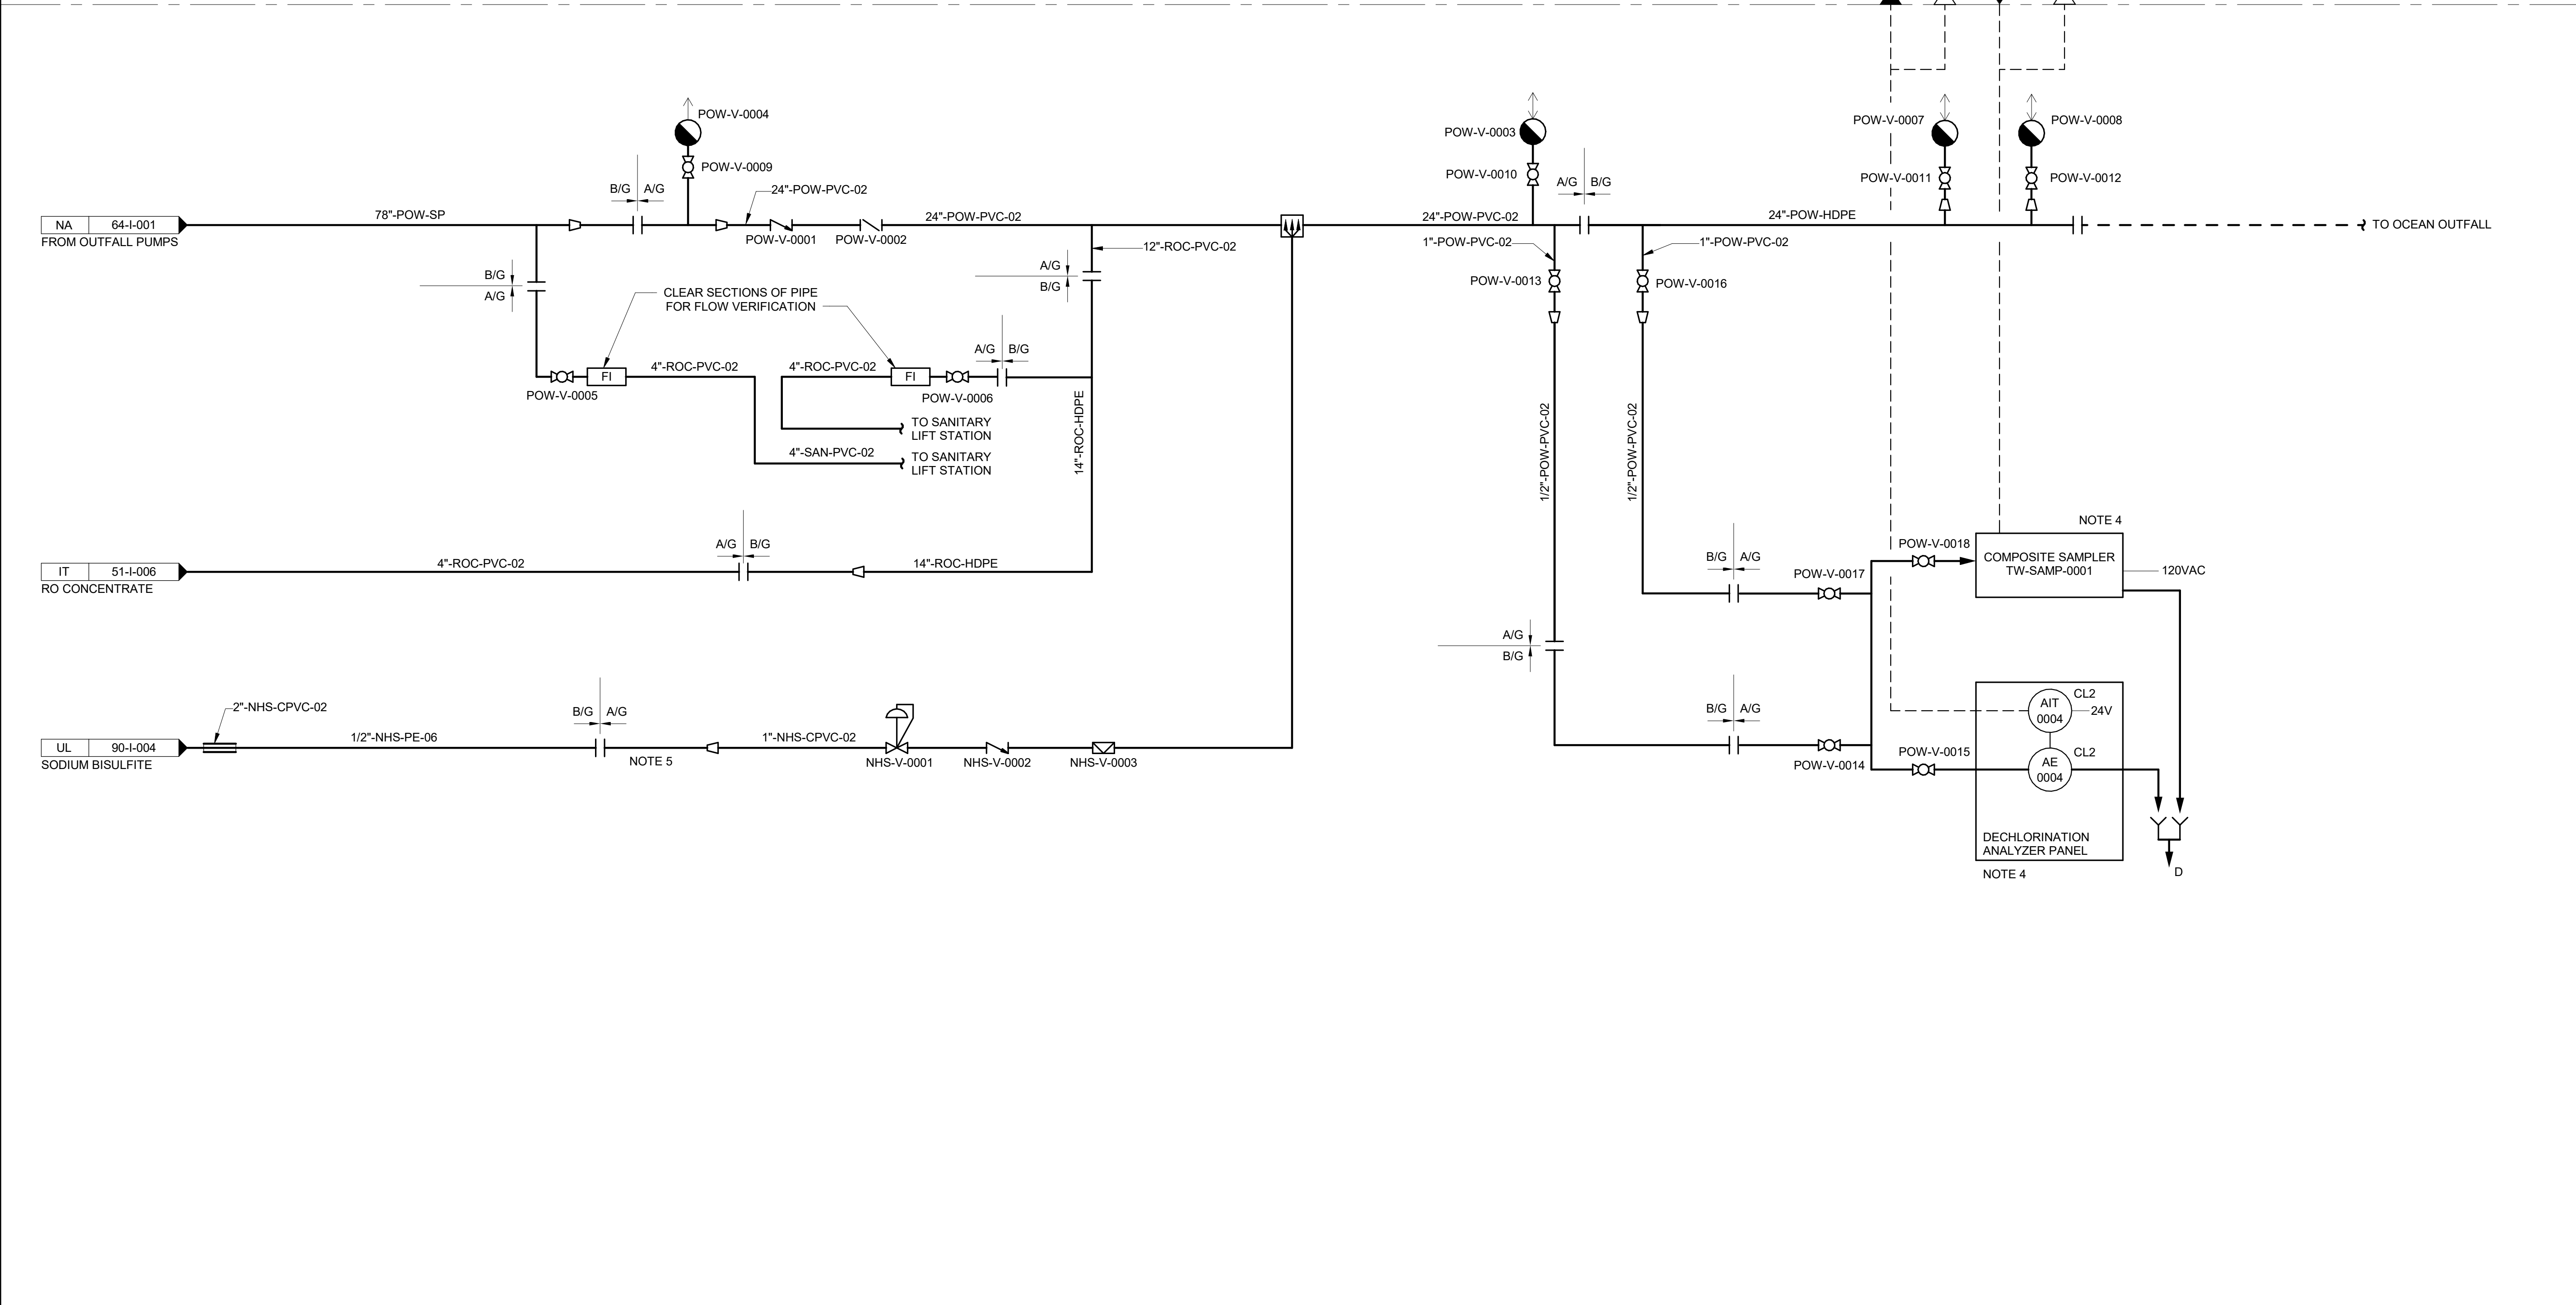 POW-V-0004
POW-V-0009
24"-POW-PVC-02
B/G A/G
78"-POW-SP
NA 64-I-001
FROM OUTFALL PUMPS
POW-V-0001
POW-V-0002
24"-POW-PVC-02
12"-ROC-PVC-02
B/G
A/G
A/G
B/G
CLEAR SECTIONS OF PIPE
FOR FLOW VERIFICATION
A/G B/G
FI
4"-ROC-PVC-02
4"-ROC-PVC-02
FI
POW-V-0005
POW-V-0006
TO SANITARY
LIFT STATION
4"-SAN-PVC-02
TO SANITARY
LIFT STATION
14"-ROC-HDPE
A/G B/G
IT 51-I-006
RO CONCENTRATE
4"-ROC-PVC-02
14"-ROC-HDPE
2"-NHS-CPVC-02
UL 90-I-004
SODIUM BISULFITE
1/2"-NHS-PE-06
B/G A/G
NOTE 5
1"-NHS-CPVC-02
NHS-V-0001
NHS-V-0002
NHS-V-0003
POW-V-0003
POW-V-0010
A/G B/G
24"-POW-PVC-02
1"-POW-PVC-02
1"-POW-PVC-02
POW-V-0013
POW-V-0016
24"-POW-HDPE
POW-V-0007
POW-V-0008
POW-V-0011
POW-V-0012
TO OCEAN OUTFALL
1/2"-POW-PVC-02
1/2"-POW-PVC-02
A/G
B/G
B/G A/G
POW-V-0017
POW-V-0018
NOTE 4
COMPOSITE SAMPLER
TW-SAMP-0001
120VAC
B/G A/G
POW-V-0014
POW-V-0015
AIT
0004
CL2
24V
AE
0004
CL2
DECHLORINATION
ANALYZER PANEL
NOTE 4
D